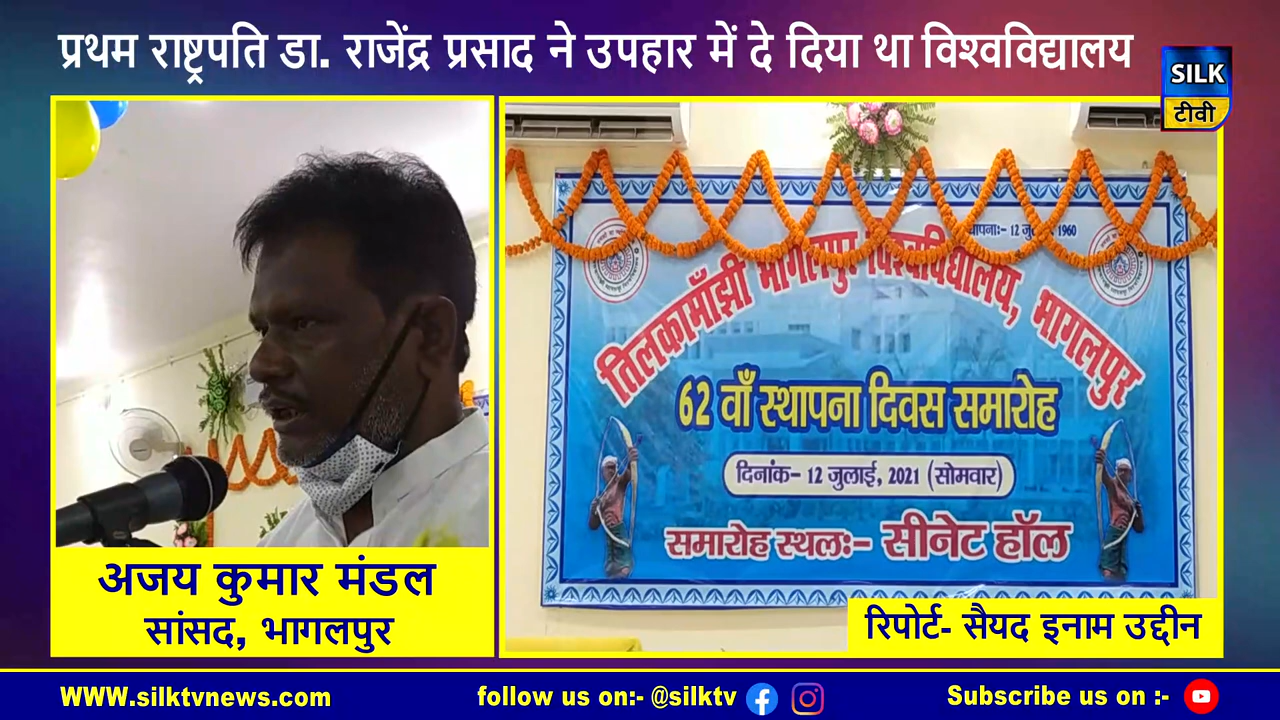 प्रथम राष्ट्रपति डा. राजेंद्र प्रसाद ने उपहार में दे दिया था विश्वविद्यालय
SILK
टीवी
12 जु
1960
तिलकामाँझी भागलपुर विश्वविद्यालय, भागलपुर
62 वाँ स्थापना दिवस समारोह
दिनांक- 12 जुलाई, 2021 (सोमवार)
समारोह स्थल:- सीनेट हॉल
अजय कुमार मंडल
सांसद, भागलपुर
रिपोर्ट- सैयद इनाम उद्दीन
WWW.silktvnews.com
follow us on:- @silktv
Subscribe us on :-